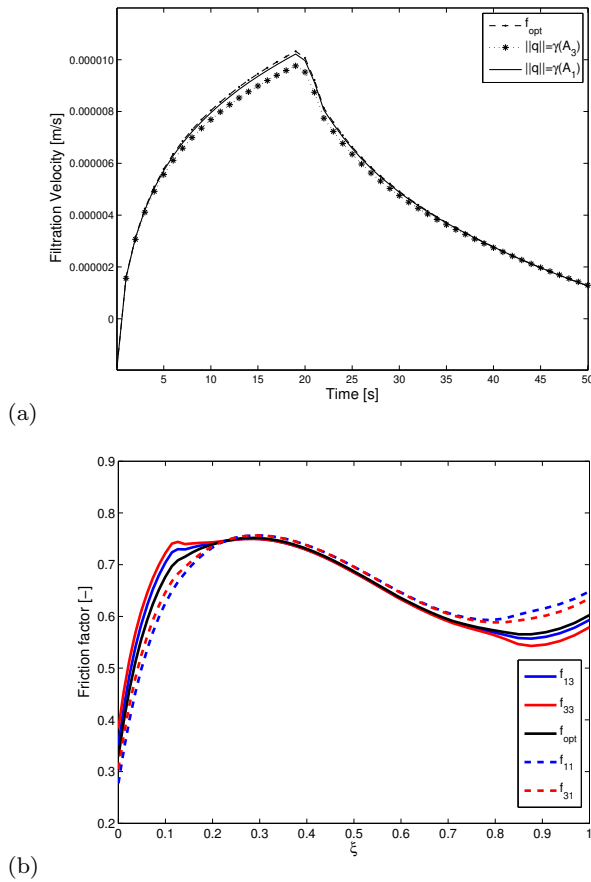 f_opt
||q||=γ(A_3)
||q||=γ(A_1)
0.000010
0.000008
0.000006
0.000004
0.000002
0
Filtration Velocity [m/s]
5 10 15 20 25 30 35 40 45 50
Time [s]
(a)
0.9
0.8
0.7
0.6
0.5
0.4
0.3
0.2
Friction factor [-]
f_13
f_33
f_opt
f_11
f_31
0 0.1 0.2 0.3 0.4 0.5 0.6 0.7 0.8 0.9 1
ξ
(b)